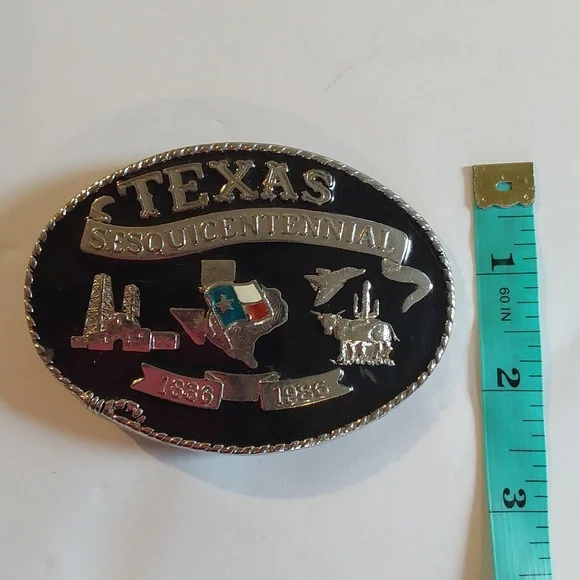 TEXAS
SESQUICENTENNIAL
1836 1986
1
60 IN
2
3